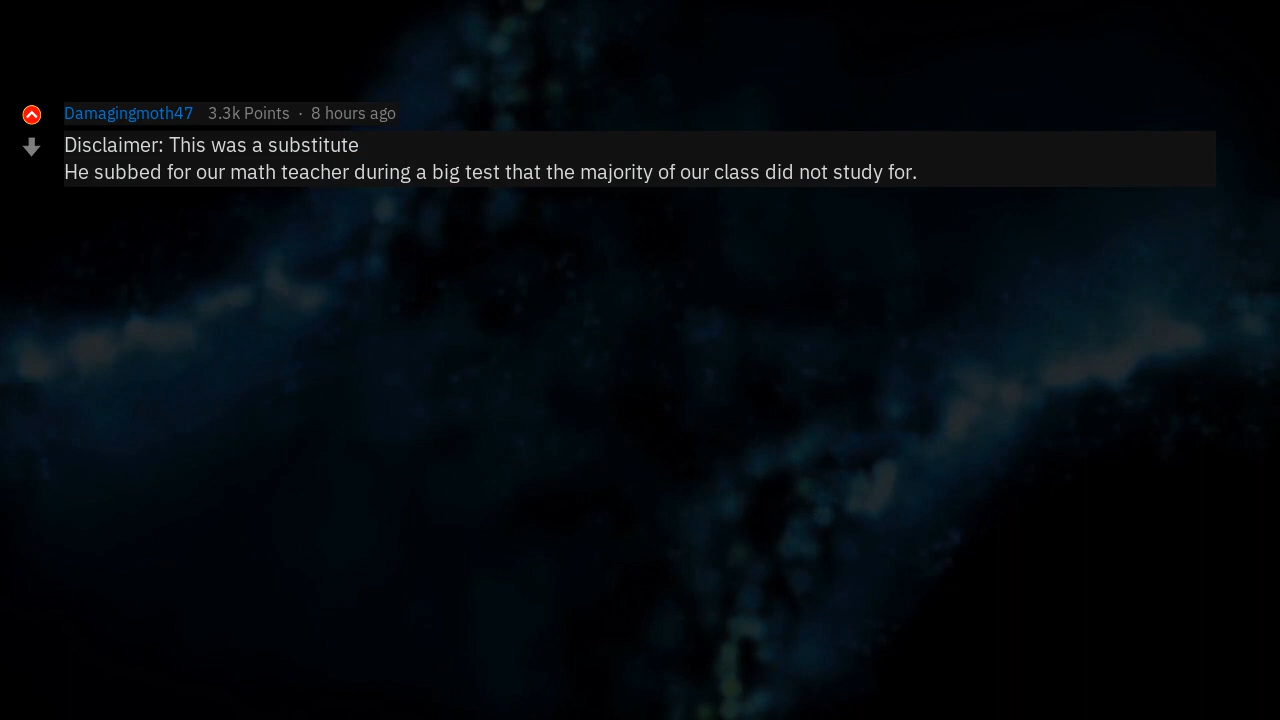 Damagingmoth47 3.3k Points · 8 hours ago
Disclaimer: This was a substitute
He subbed for our math teacher during a big test that the majority of our class did not study for.